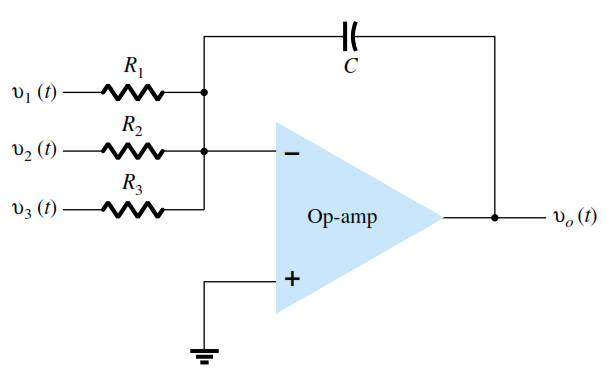 C
R₁
υ₁ (t)
R₂
υ₂ (t)
−
R₃
υ₃ (t)
Op-amp
υₒ (t)
+